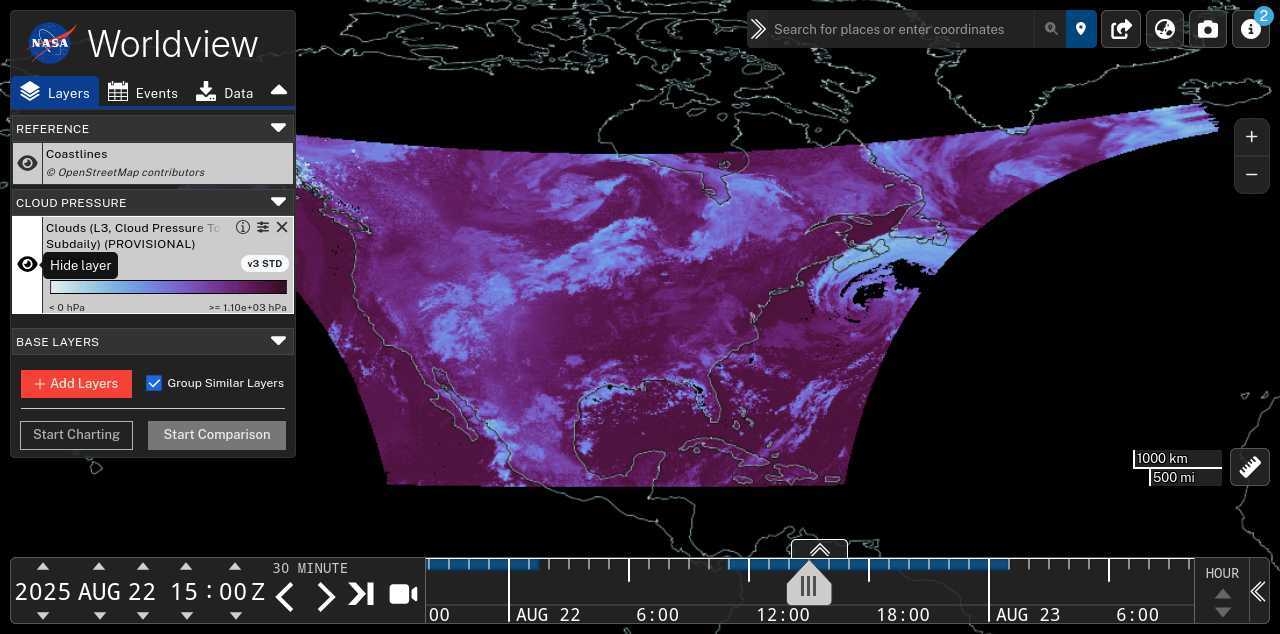 NASA
Worldview
Search for places or enter coordinates
2
Layers
Events
Data
REFERENCE
Coastlines
© OpenStreetMap contributors
CLOUD PRESSURE
Clouds (L3, Cloud Pressure To
Subdaily) (PROVISIONAL)
Hide layer
v3 STD
< 0 hPa
>= 1.10e+03 hPa
BASE LAYERS
+ Add Layers
Group Similar Layers
Start Charting
Start Comparison
1000 km
500 mi
2025 AUG 22 15 : 00 Z
30 MINUTE
00
AUG 22
6:00
12:00
18:00
AUG 23
6:00
HOUR